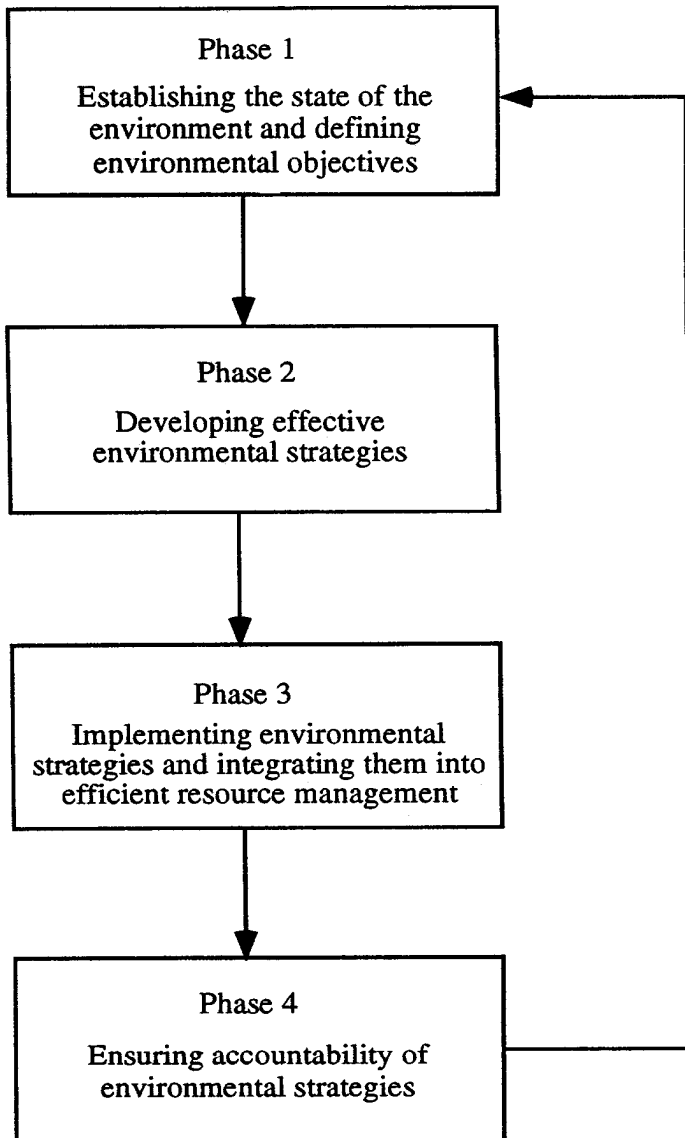 Phase 1
Establishing the state of the
environment and defining
environmental objectives
Phase 2
Developing effective
environmental strategies
Phase 3
Implementing environmental
strategies and integrating them into
efficient resource management
Phase 4
Ensuring accountability of
environmental strategies